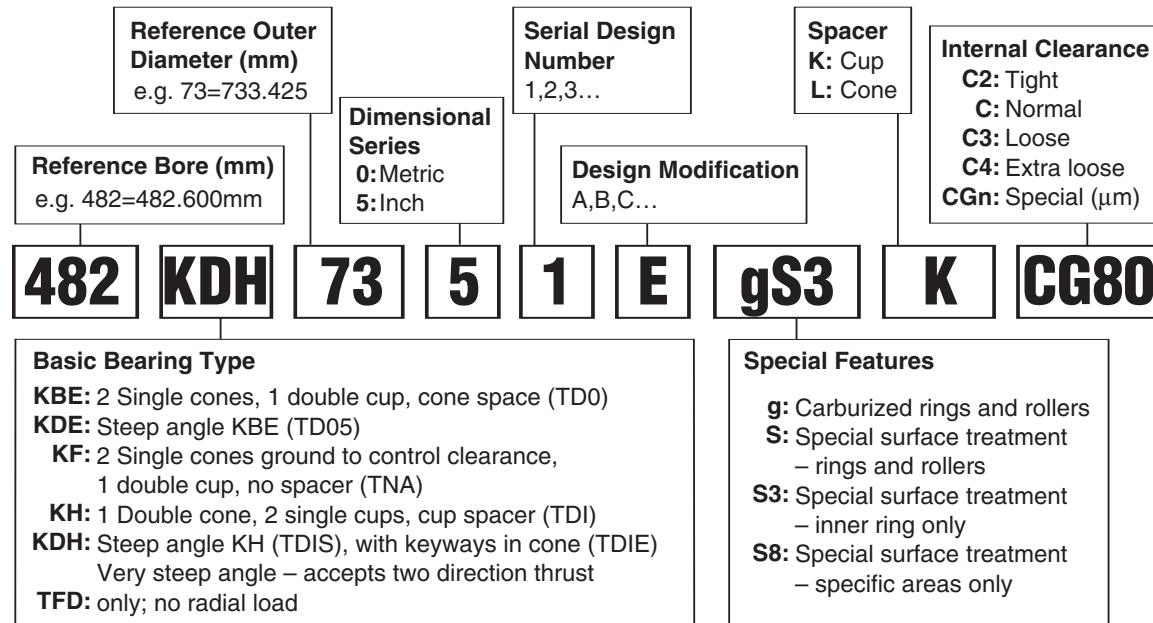 Reference Outer
Diameter (mm)
e.g. 73=733.425
Serial Design
Number
1,2,3...
Spacer
K: Cup
L: Cone
Internal Clearance
C2: Tight
C: Normal
C3: Loose
C4: Extra loose
CGn: Special (μm)
Dimensional
Series
0:Metric
5:Inch
Reference Bore (mm)
e.g. 482=482.600mm
Design Modification
A,B,C...
482 KDH 73 5 1 E gS3 K CG80
Basic Bearing Type
KBE: 2 Single cones, 1 double cup, cone space (TD0)
KDE: Steep angle KBE (TD05)
KF: 2 Single cones ground to control clearance,
1 double cup, no spacer (TNA)
KH: 1 Double cone, 2 single cups, cup spacer (TDI)
KDH: Steep angle KH (TDIS), with keyways in cone (TDIE)
Very steep angle – accepts two direction thrust
TFD: only; no radial load
Special Features
g: Carburized rings and rollers
S: Special surface treatment
– rings and rollers
S3: Special surface treatment
– inner ring only
S8: Special surface treatment
– specific areas only